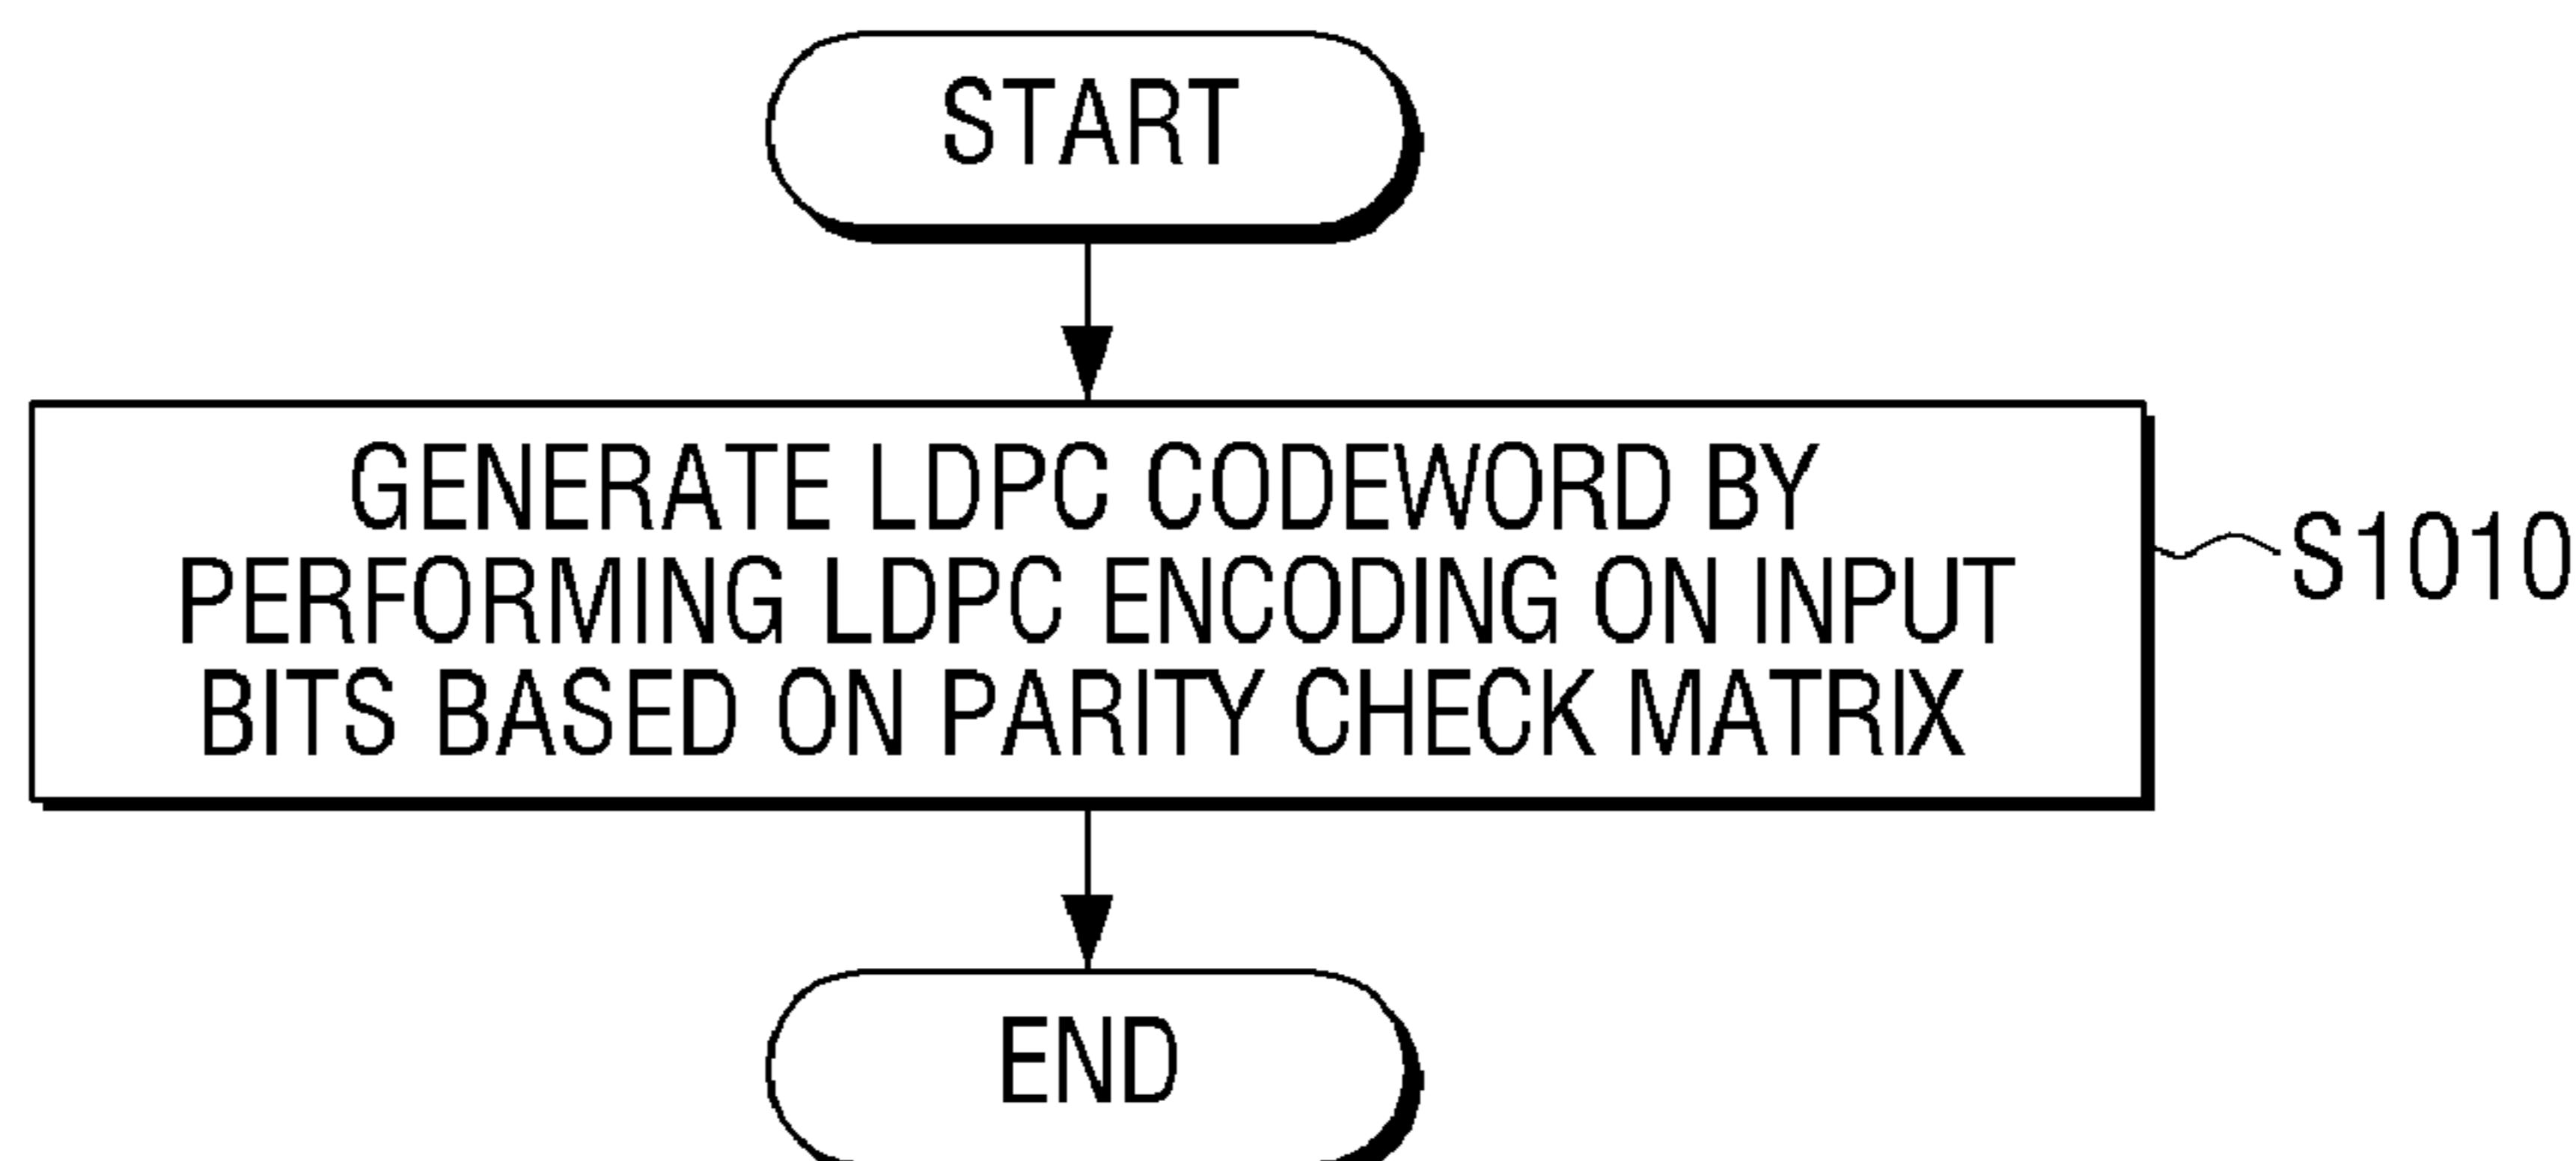 START
GENERATE LDPC CODEWORD BY
PERFORMING LDPC ENCODING ON INPUT
BITS BASED ON PARITY CHECK MATRIX
S1010
END